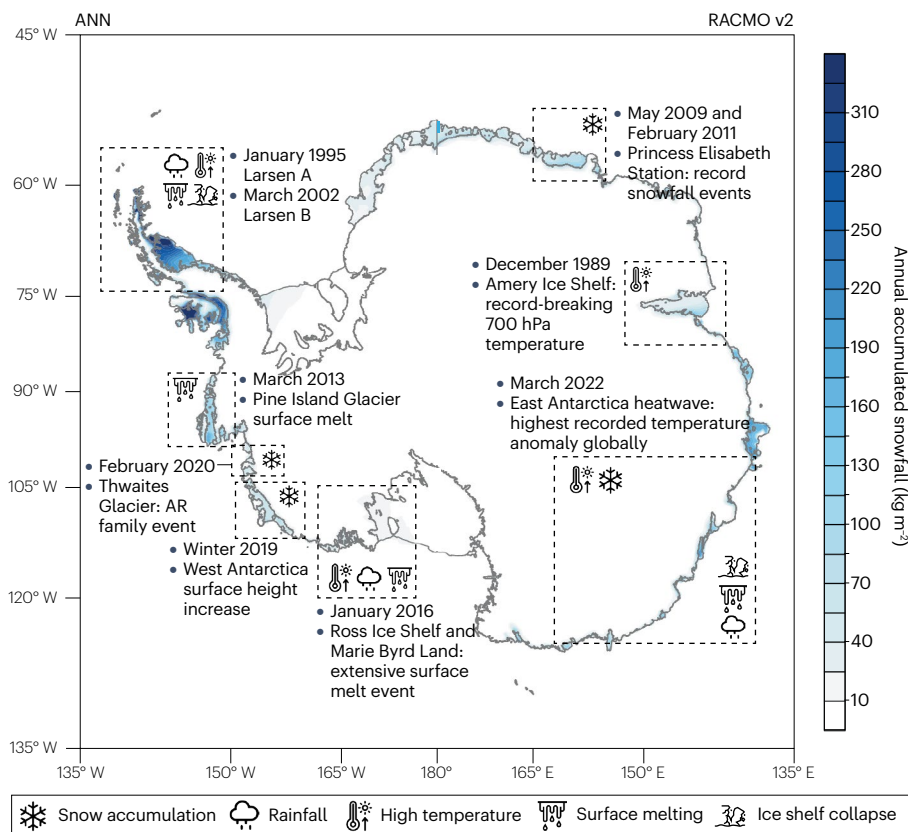 ANN
RACMO v2
45° W
60° W
75° W
90° W
105° W
120° W
135° W
135° W
150° W
165° W
180°
165° E
150° E
135° E
• January 1995
Larsen A
• March 2002
Larsen B
• May 2009 and
February 2011
• Princess Elisabeth
Station: record
snowfall events
• December 1989
• Amery Ice Shelf:
record-breaking
700 hPa
temperature
• March 2013
• Pine Island Glacier
surface melt
• March 2022
• East Antarctica heatwave:
highest recorded temperature
anomaly globally
• February 2020
• Thwaites
Glacier: AR
family event
• Winter 2019
• West Antarctica
surface height
increase
• January 2016
• Ross Ice Shelf and
Marie Byrd Land:
extensive surface
melt event
310
280
250
220
190
160
130
100
70
40
10
Annual accumulated snowfall (kg m⁻²)
Snow accumulation
Rainfall
High temperature
Surface melting
Ice shelf collapse